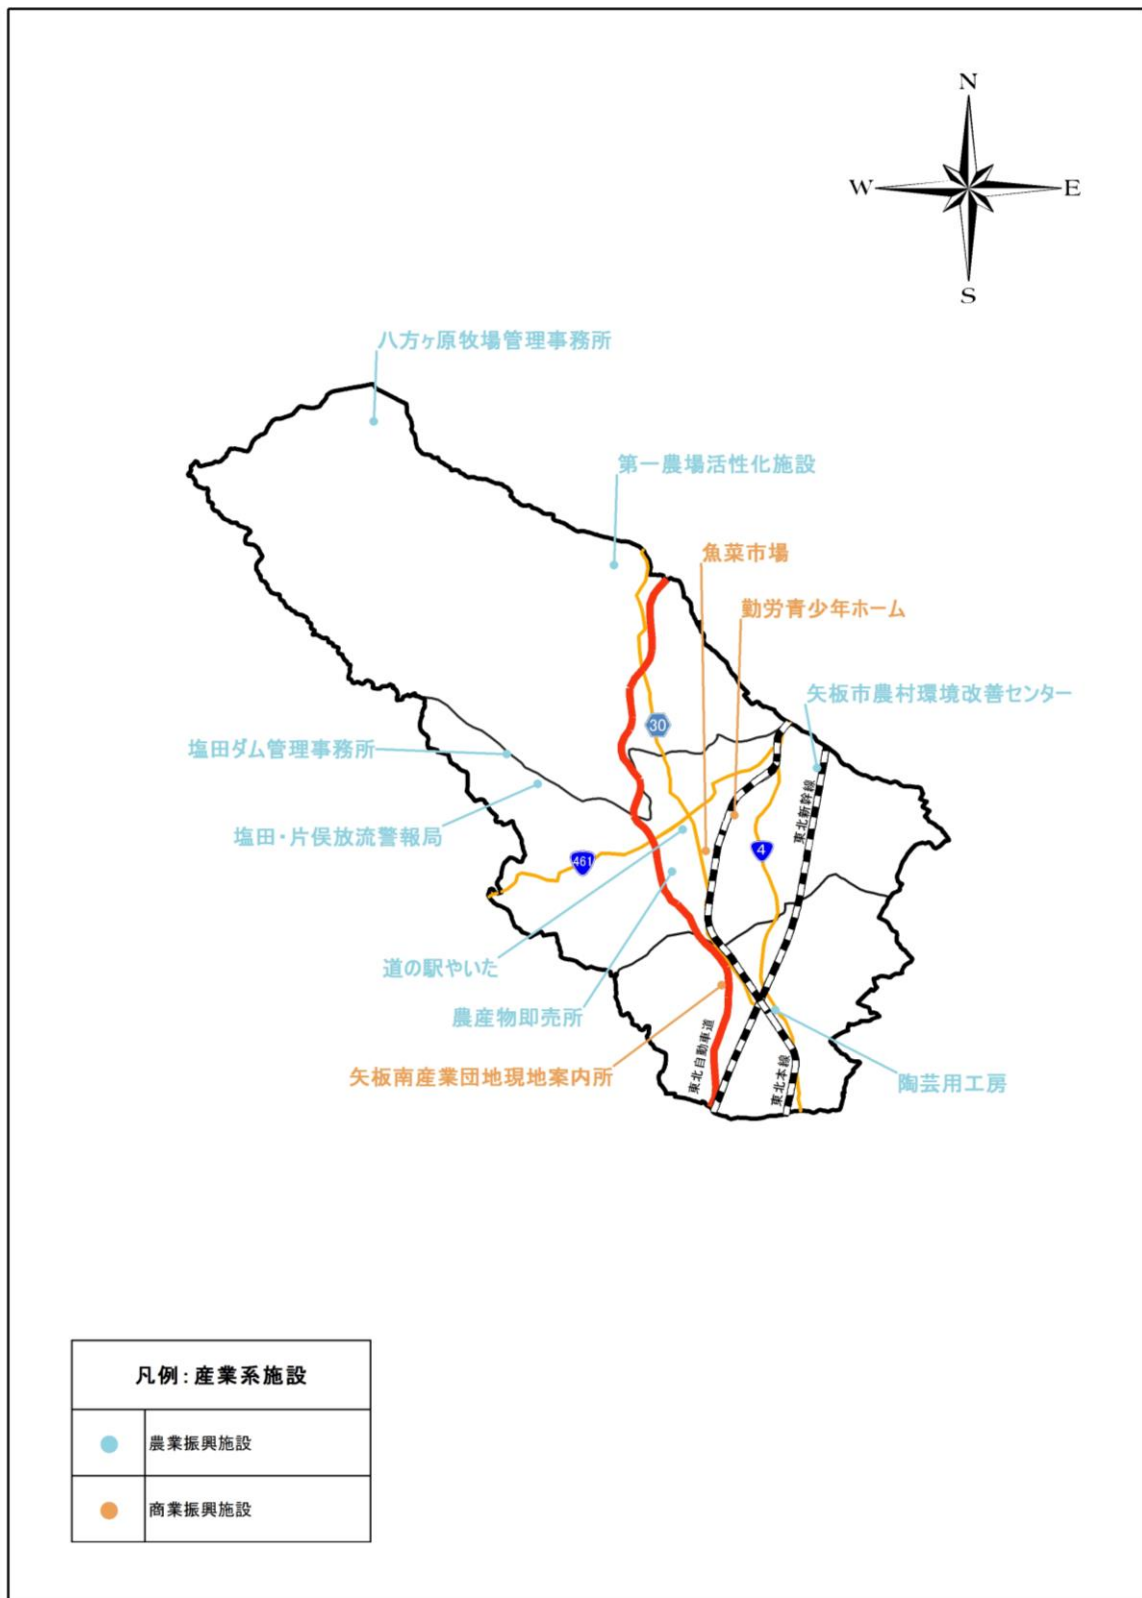 N
W
E
S
八方ヶ原牧場管理事務所
第一農場活性化施設
魚菜市場
勤労青少年ホーム
矢板市農村環境改善センター
30
塩田ダム管理事務所
塩田・片俣放流警報局
東北新幹線
461
4
道の駅やいた
農産物即売所
矢板南産業団地現地案内所
東北自動車道
東北本線
陶芸用工房
凡例:産業系施設
農業振興施設
商業振興施設